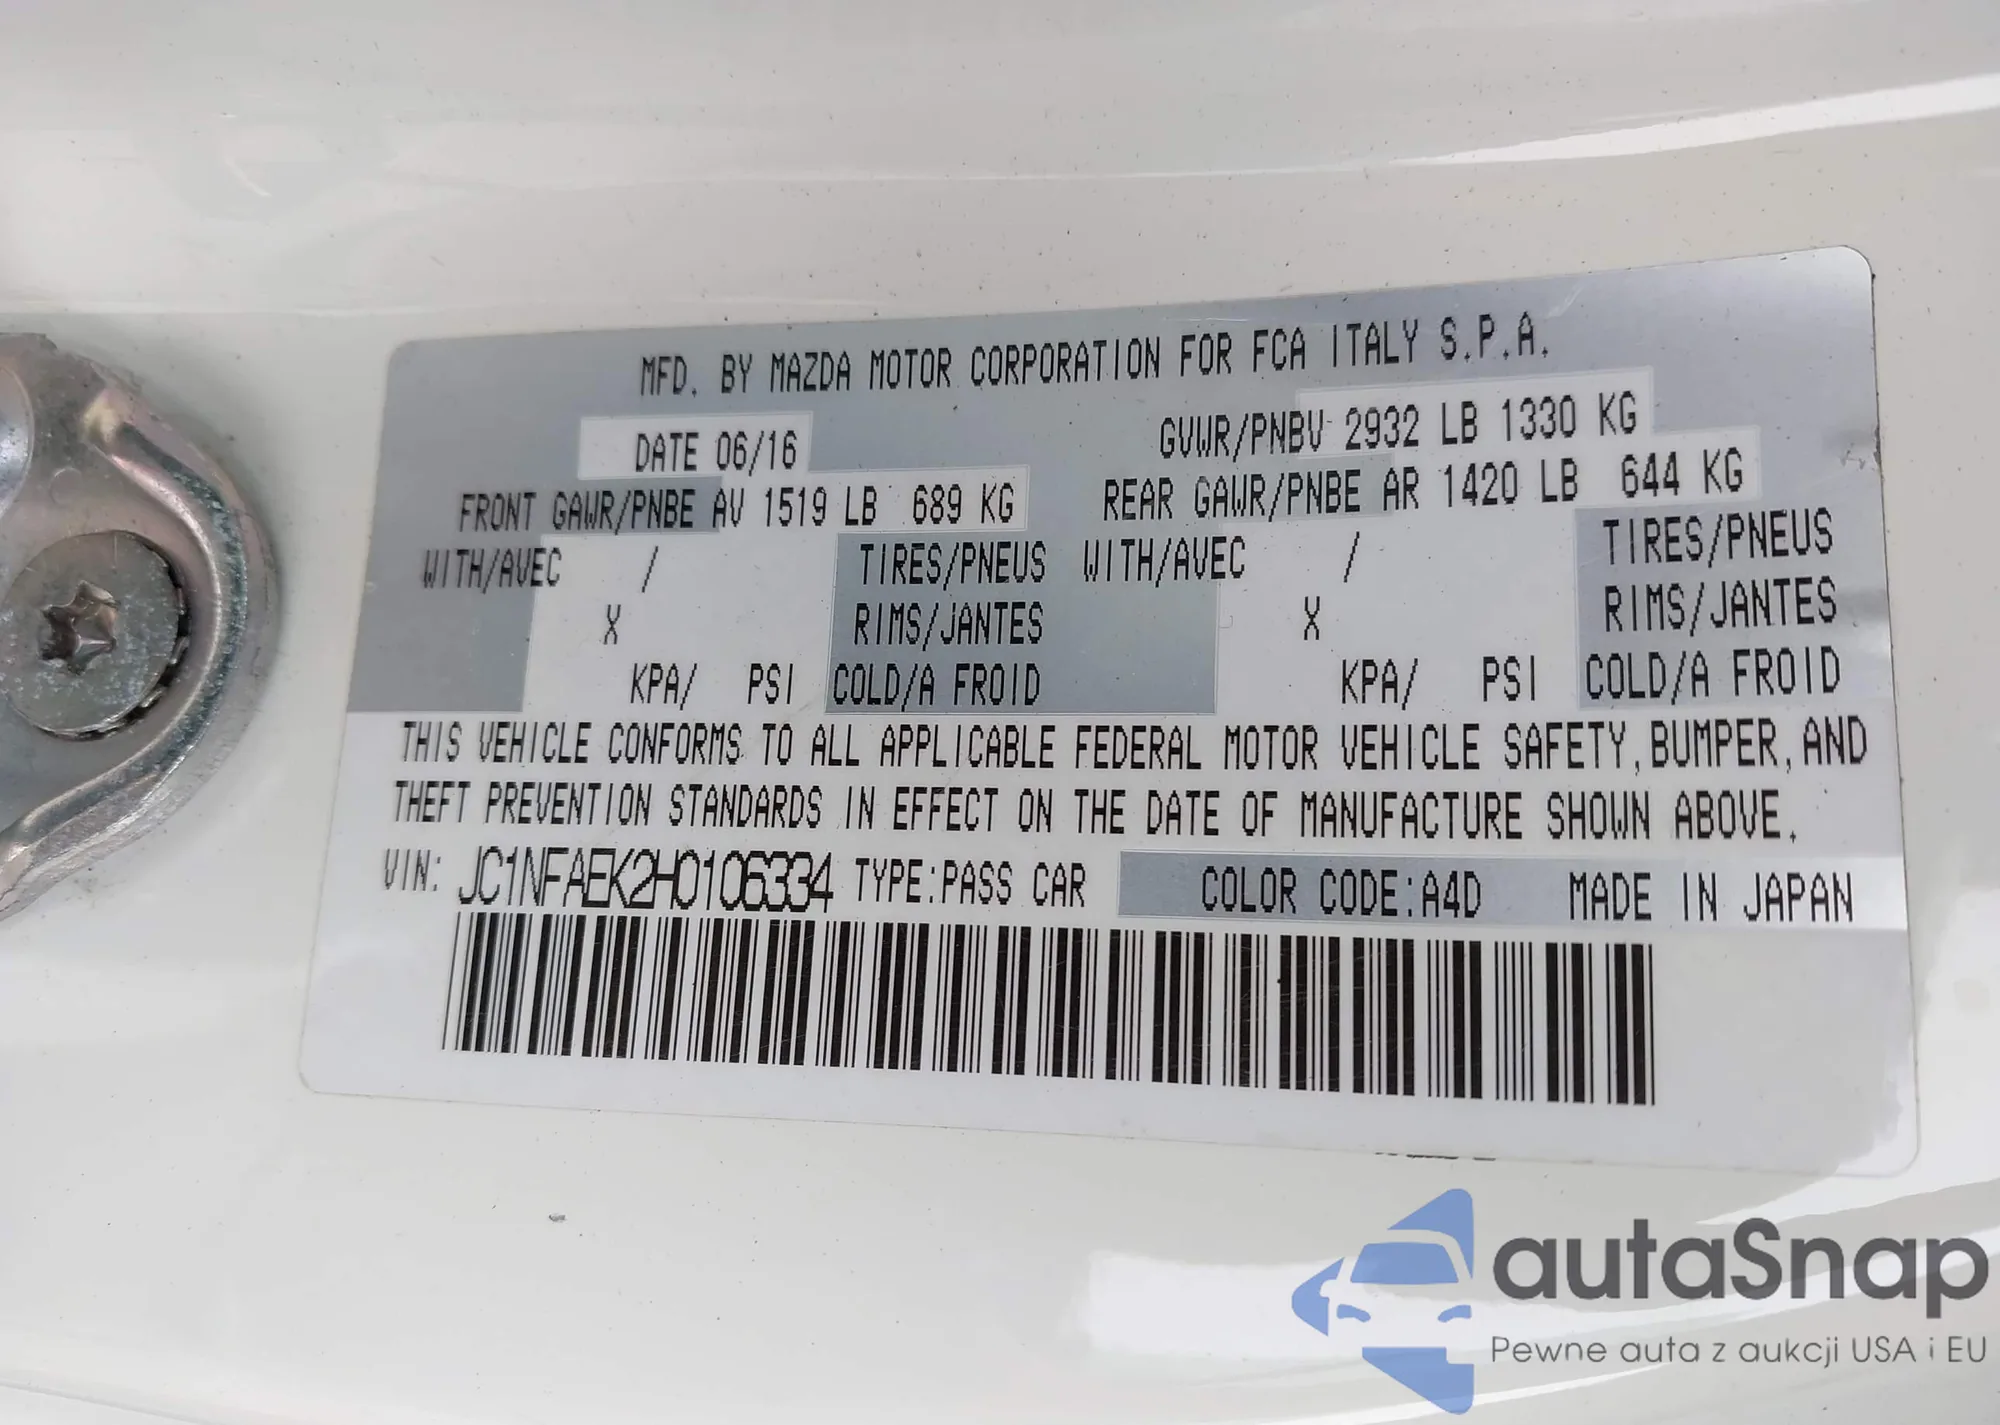 MFD. BY MAZDA MOTOR CORPORATION FOR FCA ITALY S.P.A.
DATE 06/16 GVWR/PNBV 2932 LB 1330 KG
FRONT GAWR/PNBE AV 1519 LB 689 KG REAR GAWR/PNBE AR 1420 LB 644 KG
WITH/AVEC / TIRES/PNEUS WITH/AVEC / TIRES/PNEUS
X RIMS/JANTES X RIMS/JANTES
KPA/ PSI COLD/A FROID KPA/ PSI COLD/A FROID
THIS VEHICLE CONFORMS TO ALL APPLICABLE FEDERAL MOTOR VEHICLE SAFETY, BUMPER, AND
THEFT PREVENTION STANDARDS IN EFFECT ON THE DATE OF MANUFACTURE SHOWN ABOVE.
VIN: JC1NFAEK2H0106334 TYPE:PASS CAR COLOR CODE:A4D MADE IN JAPAN
autaSnap
Pewne auta z aukcji USA i EU